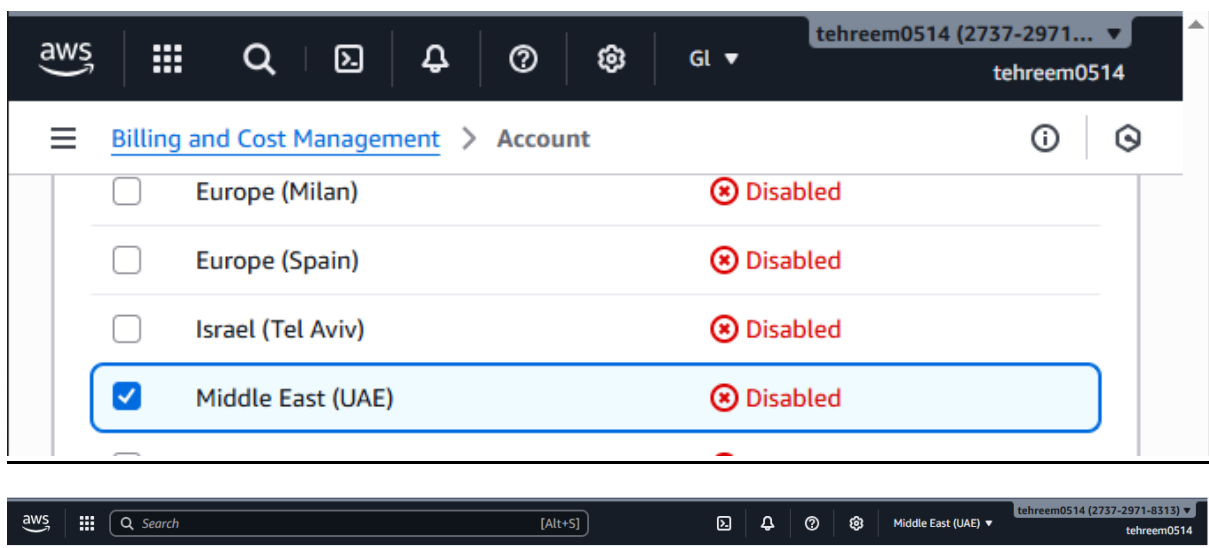 tehreem0514 (2737-2971...
aws
Gl
tehreem0514
Billing and Cost Management > Account
Europe (Milan) Disabled
Europe (Spain) Disabled
Israel (Tel Aviv) Disabled
Middle East (UAE) Disabled
aws Search [Alt+S] Middle East (UAE) tehreem0514 (2737-2971-8313)
tehreem0514